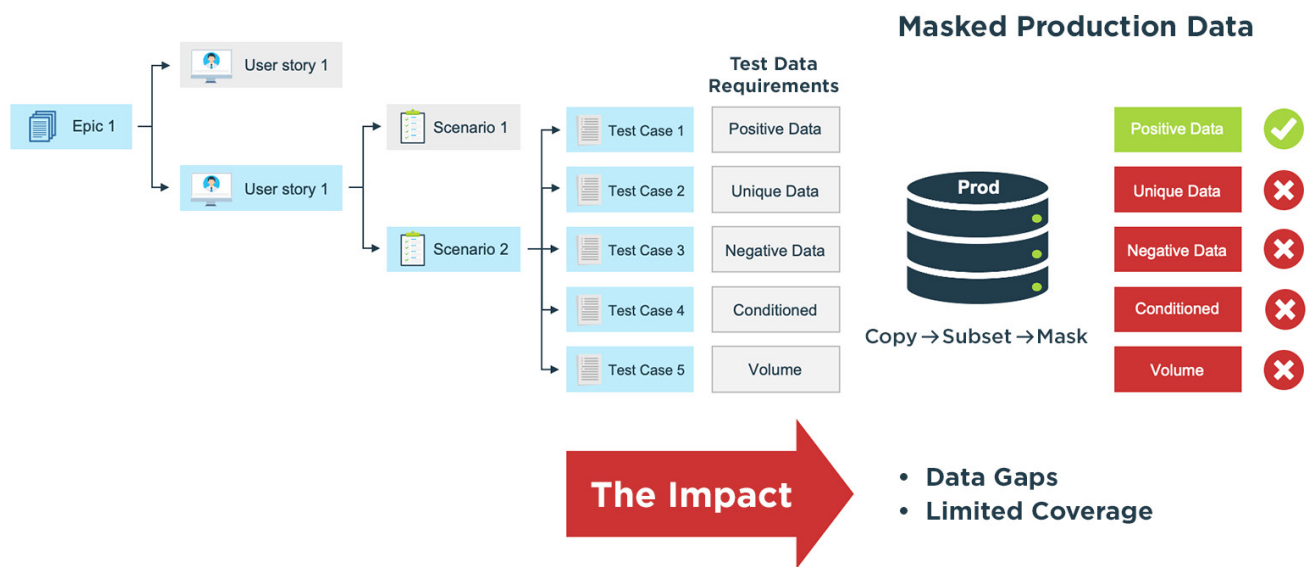 Masked Production Data
Test Data
Requirements
Epic 1
User story 1
User story 1
Scenario 1
Scenario 2
Test Case 1
Positive Data
Test Case 2
Unique Data
Test Case 3
Negative Data
Test Case 4
Conditioned
Test Case 5
Volume
Prod
Copy → Subset → Mask
Positive Data
Unique Data
Negative Data
Conditioned
Volume
The Impact
• Data Gaps
• Limited Coverage